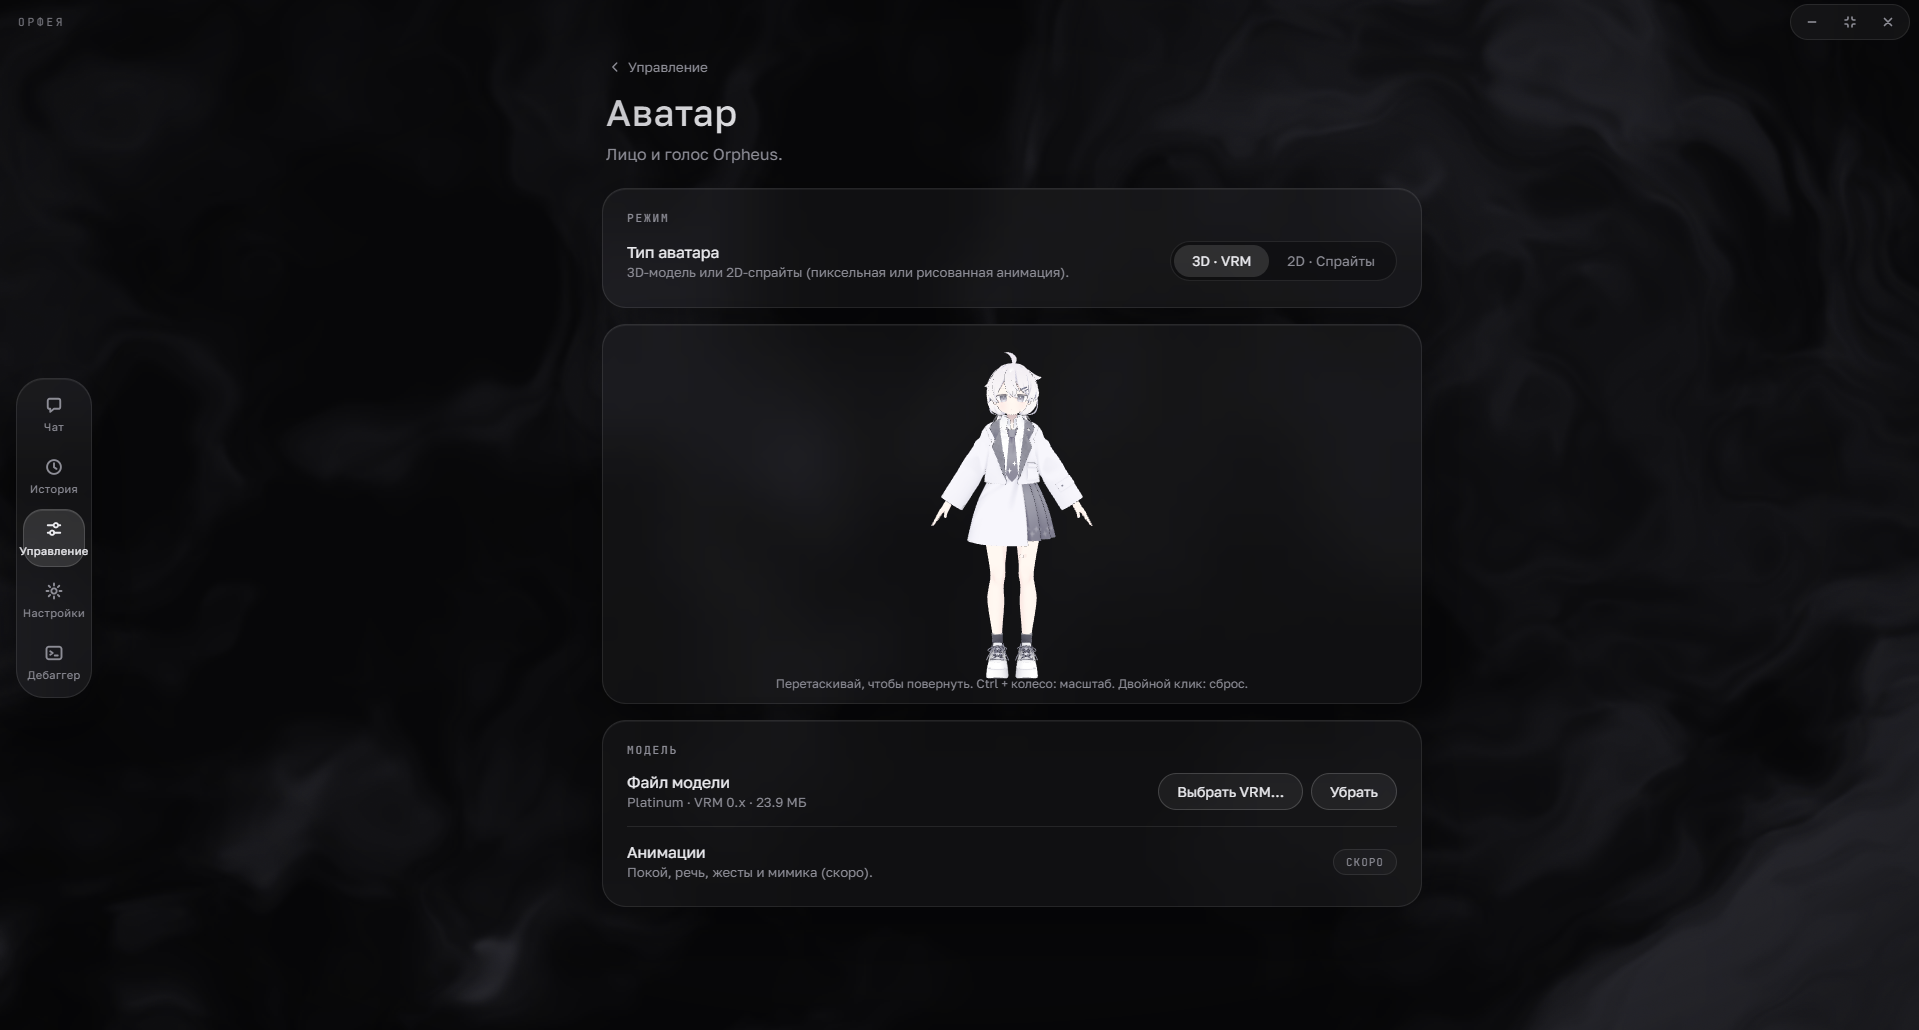 ОРФЕЯ
Управление
Аватар
Лицо и голос Orpheus.
РЕЖИМ
Тип аватара
3D-модель или 2D-спрайты (пиксельная или рисованная анимация).
3D · VRM
2D · Спрайты
Чат
История
Управление
Настройки
Дебаггер
Перетаскивай, чтобы повернуть. Ctrl + колесо: масштаб. Двойной клик: сброс.
МОДЕЛЬ
Файл модели
Platinum · VRM 0.x · 23.9 МБ
Выбрать VRM...
Убрать
Анимации
Покой, речь, жесты и мимика (скоро).
СКОРО